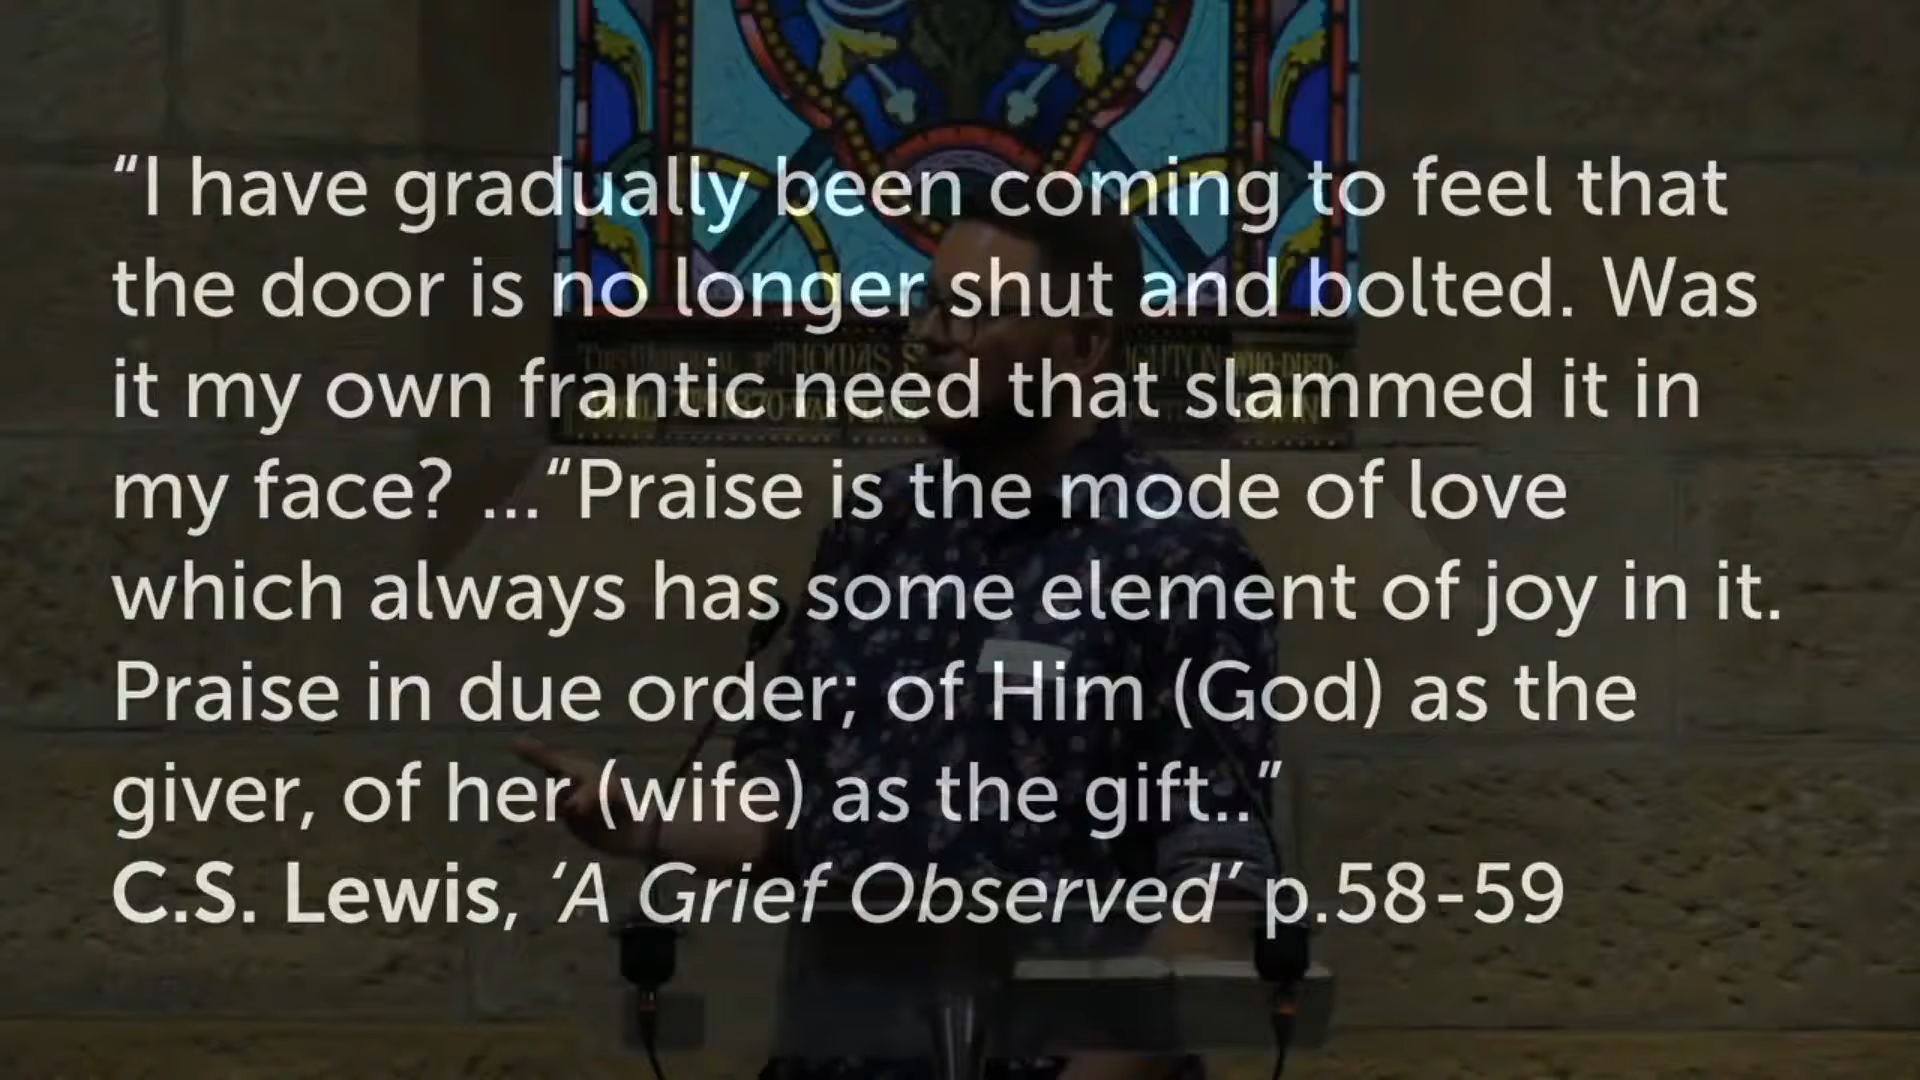 “I have gradually been coming to feel that
the door is no longer shut and bolted. Was
it my own frantic need that slammed it in
my face? ...“Praise is the mode of love
which always has some element of joy in it.
Praise in due order; of Him (God) as the
giver, of her (wife) as the gift..”
C.S. Lewis, ‘A Grief Observed’ p.58-59
THOMAS S
WHO DIED